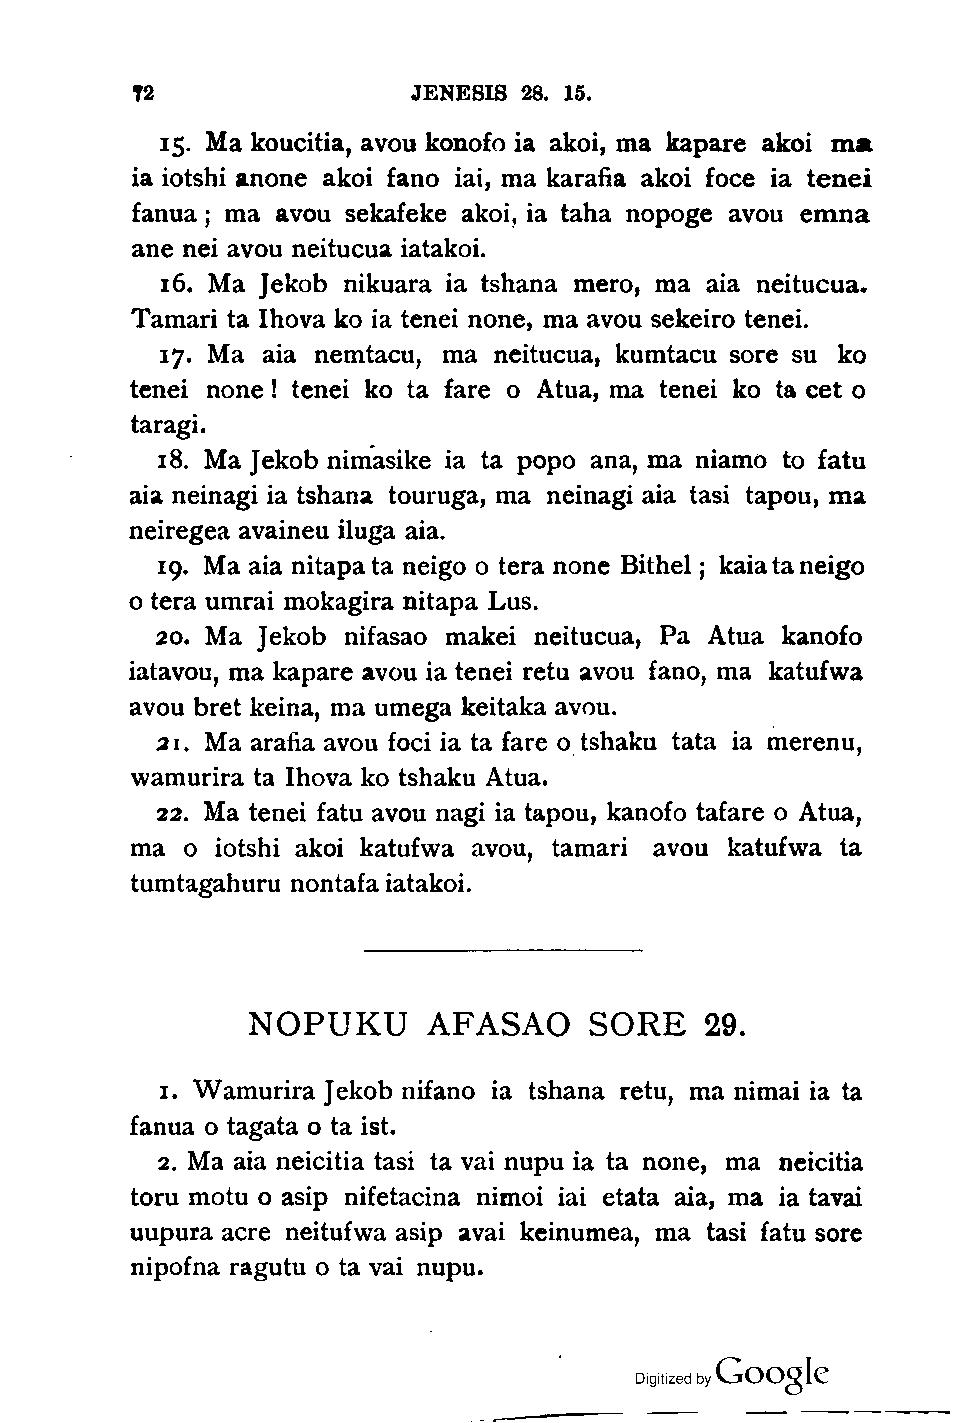 72 JENESIS 28. 15.
15. Ma koucitia, avou konofo ia akoi, ma kapare akoi ma
ia iotshi anone akoi fano iai, ma karafia akoi foce ia tenei
fanua ; ma avou sekafeke akoi, ia taha nopoge avou emna
ane nei avou neitucua iatakoi.
16. Ma Jekob nikuara ia tshana mero, ma aia neitucua.
Tamari ta Ihova ko ia tenei none, ma avou sekeiro tenei.
17. Ma aia nemtacu, ma neitucua, kumtacu sore su ko
tenei none ! tenei ko ta fare o Atua, ma tenei ko ta cet o
taragi.
18. Ma Jekob nimasike ia ta popo ana, ma niamo to fatu
aia neinagi ia tshana touruga, ma neinagi aia tasi tapou, ma
neiregea avaineu iluga aia.
19. Ma aia nitapa ta neigo o tera none Bithel ; kaia ta neigo
o tera umrai mokagira nitapa Lus.
20. Ma Jekob nifasao makei neitucua, Pa Atua kanofo
iatavou, ma kapare avou ia tenei retu avou fano, ma katufwa
avou bret keina, ma umega keitaka avou.
21. Ma arafia avou foci ia ta fare o tshaku tata ia merenu,
wamurira ta Ihova ko tshaku Atua.
22. Ma tenei fatu avou nagi ia tapou, kanofo tafare o Atua,
ma o iotshi akoi katufwa avou, tamari avou katufwa ta
tumtagahuru nontafa iatakoi.
NOPUKU AFASAO SORE 29.
1. Wamurira Jekob nifano ia tshana retu, ma nimai ia ta
fanua o tagata o ta ist.
2. Ma aia neicitia tasi ta vai nupu ia ta none, ma neicitia
toru motu o asip nifetacina nimoi iai etata aia, ma ia tavai
uupura acre neitufwa asip avai keinumea, ma tasi fatu sore
nipofna ragutu o ta vai nupu.
Digitized by Google